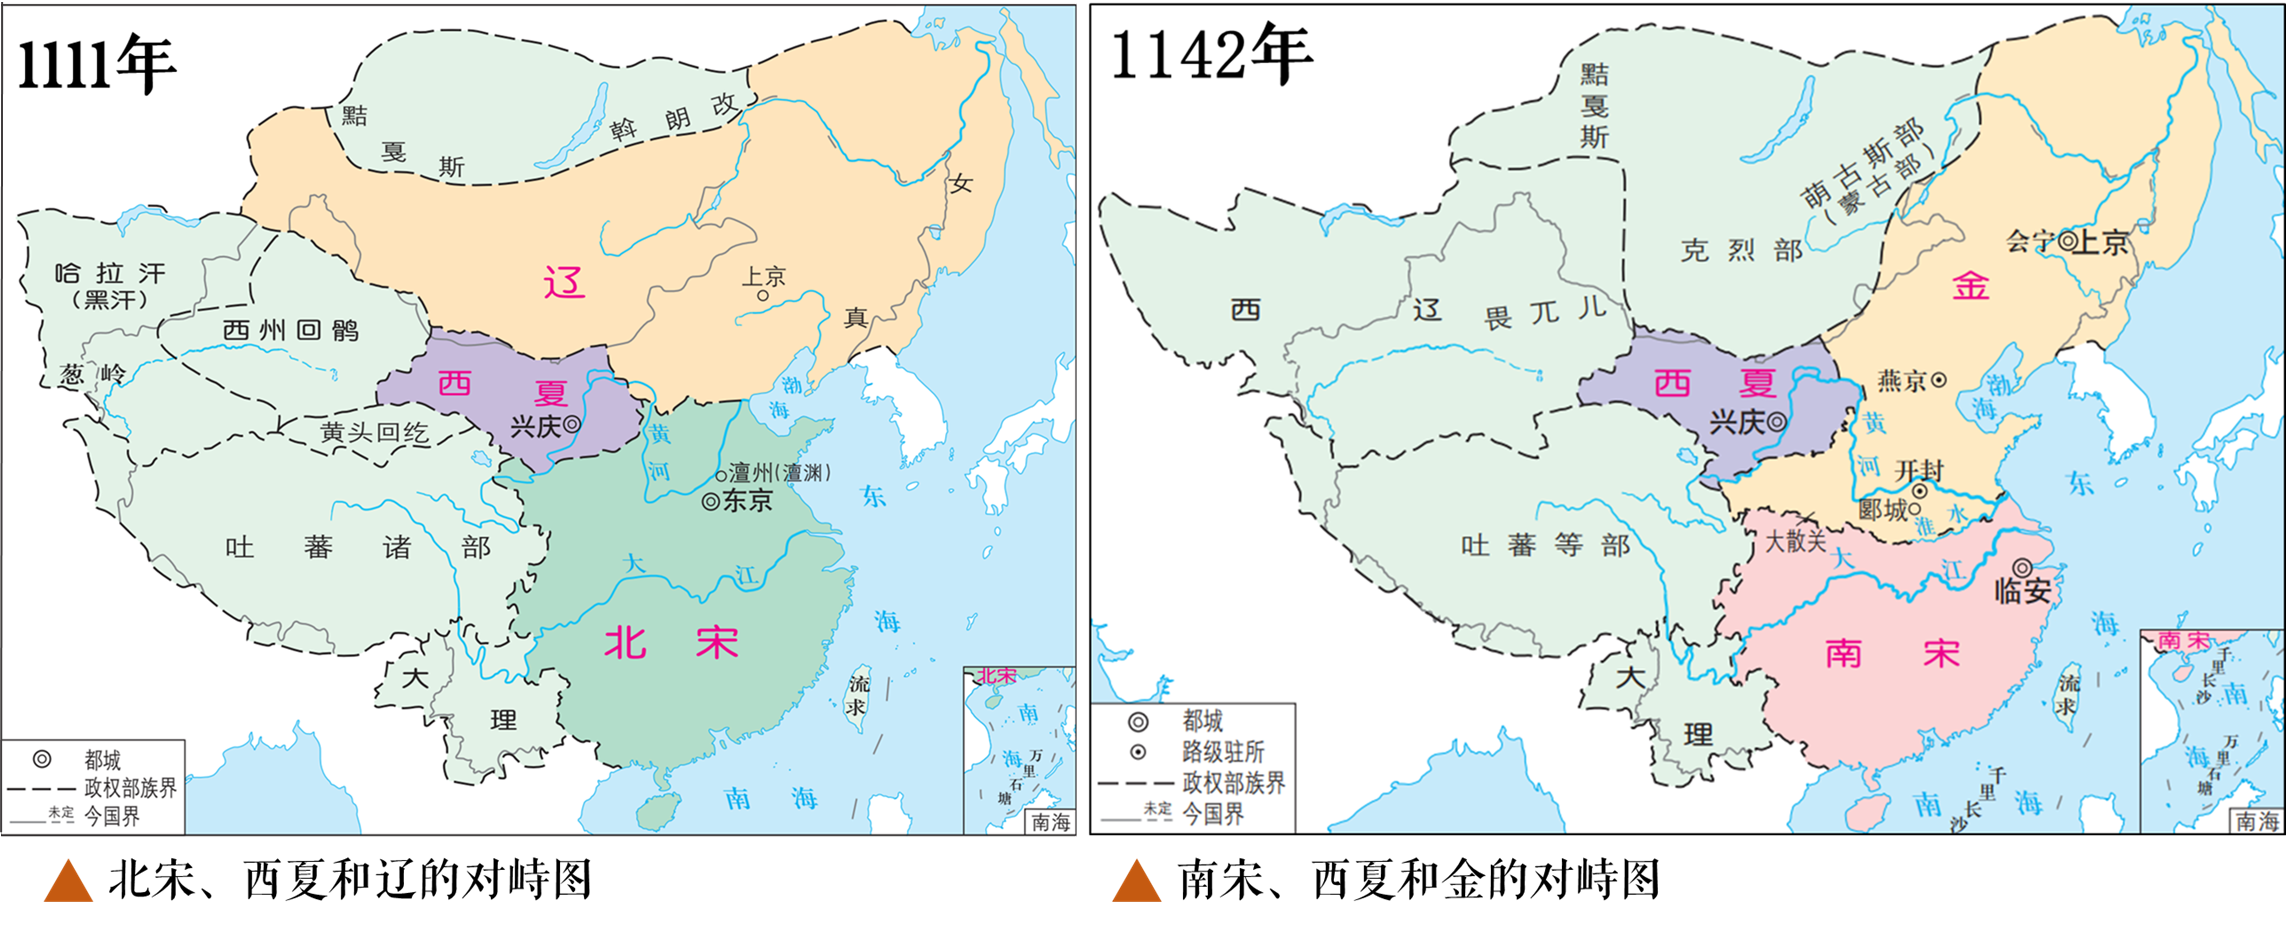 1111年
黠
戛 斯
斡 朗 改
女
哈 拉 汗
(黑汗)
辽
上京
真
西 州 回 鹘
葱 岭
西 夏
兴庆
黄头回纥
渤
海
黄
河
澶州(澶渊)
东京
东
海
吐 蕃 诸 部
大 江
北 宋
大
理
流
求
南 海
都城
政权部族界
未定
今国界
北宋
南
海
万
里
石
塘
南海
北宋、西夏和辽的对峙图
1142年
黠
戛
斯
萌古斯部
(蒙古部)
克 烈 部
会宁
上京
金
西 辽
畏 兀 儿
西 夏
兴庆
燕京
渤
海
黄
河
开封
郾城
淮 水
大散关
大 江
临安
东
海
吐 蕃 等 部
南 宋
大
理
流
求
南 海
千
里
长
沙
都城
路级驻所
政权部族界
未定
今国界
南宋
千
里
长
沙
南
海
万
里
石
塘
南海
南宋、西夏和金的对峙图